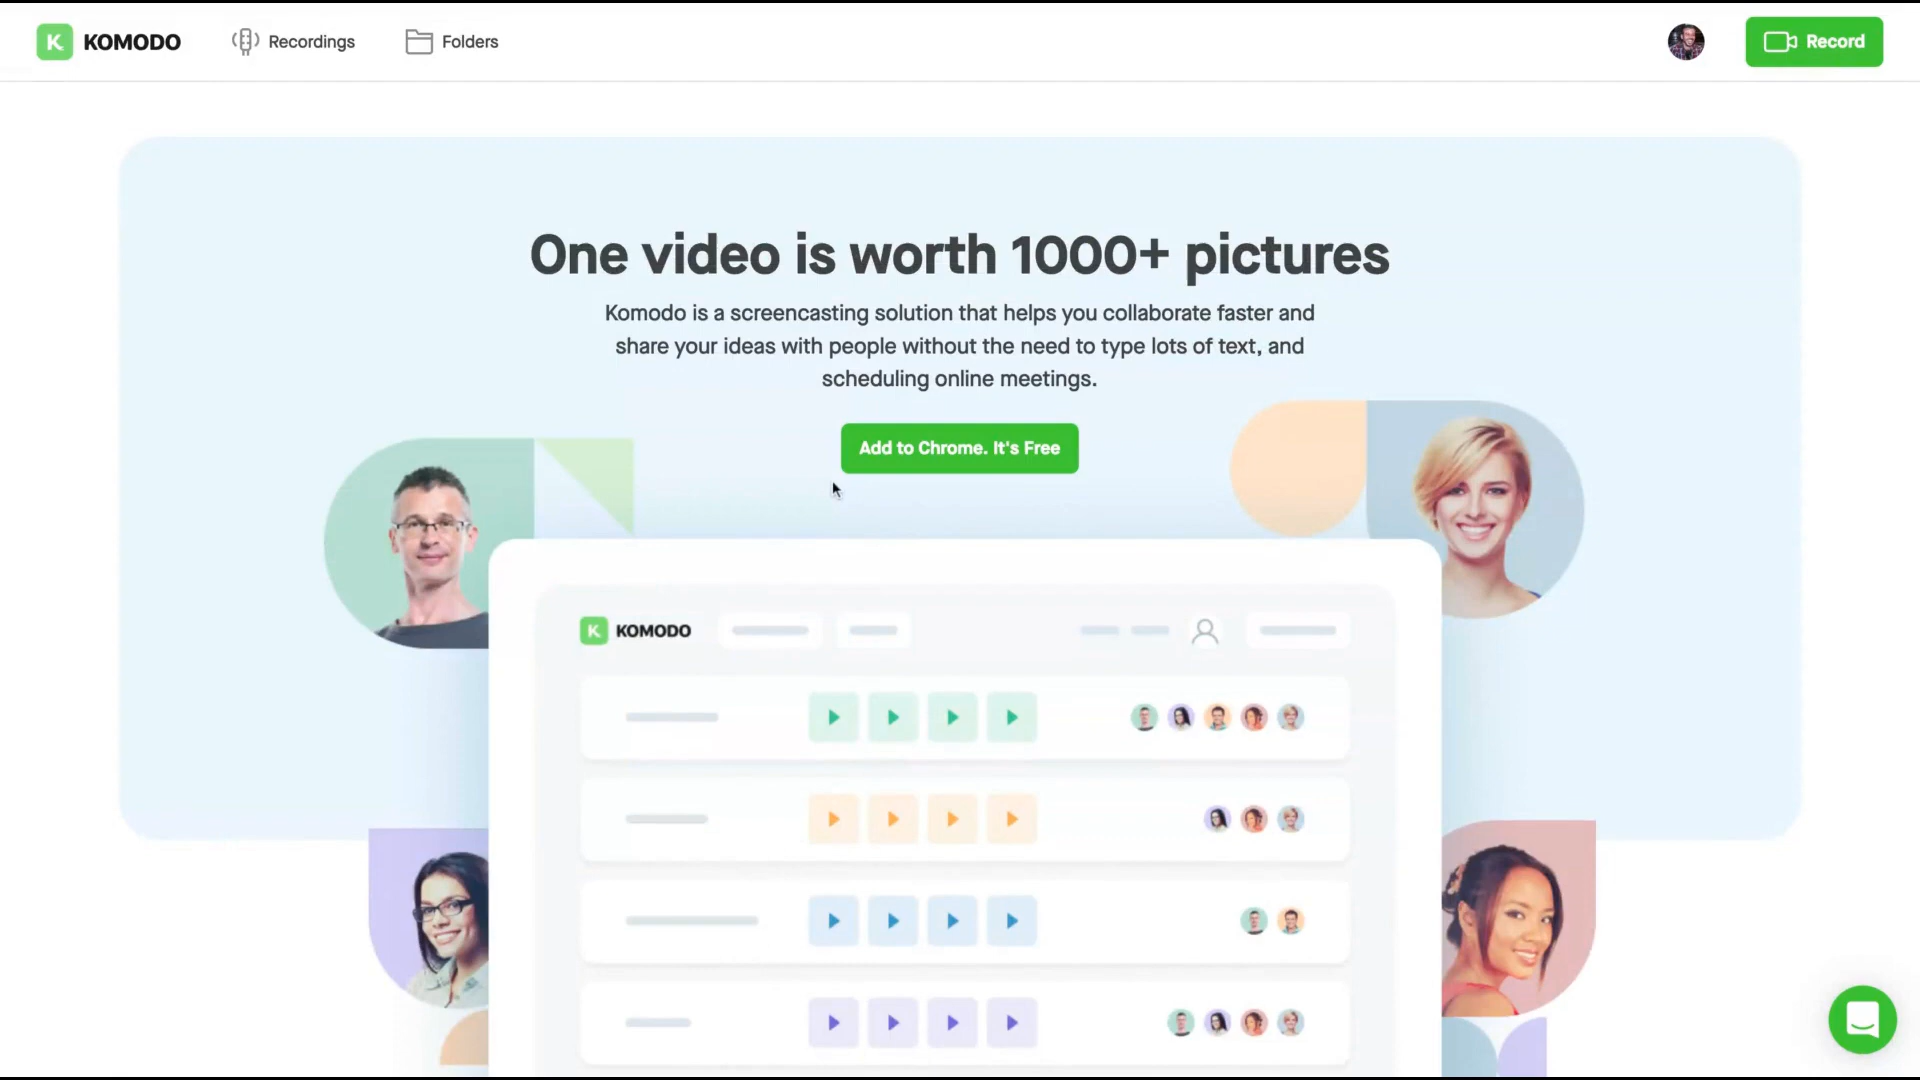 K KOMODO
Recordings
Folders
Record
One video is worth 1000+ pictures
Komodo is a screencasting solution that helps you collaborate faster and
share your ideas with people without the need to type lots of text, and
scheduling online meetings.
Add to Chrome. It's Free
K KOMODO